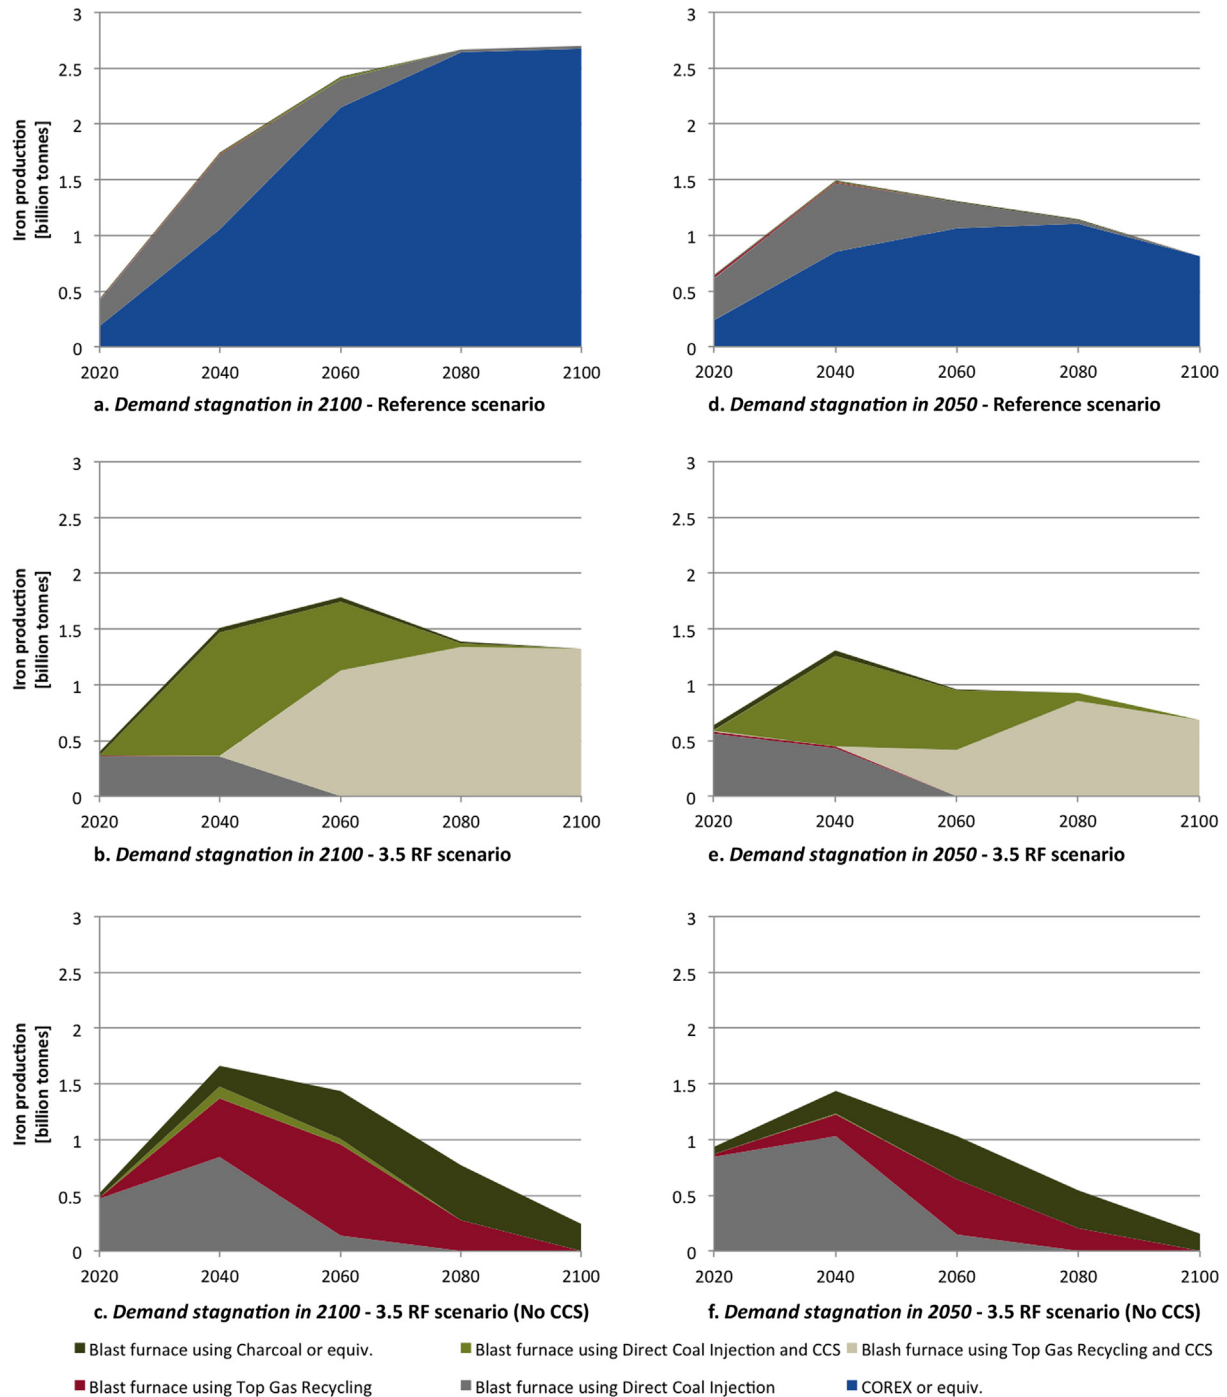 3
2.5
2
1.5
1
0.5
0
Iron production
[billion tonnes]
2020 2040 2060 2080 2100
a. Demand stagnation in 2100 - Reference scenario
3
2.5
2
1.5
1
0.5
0
2020 2040 2060 2080 2100
d. Demand stagnation in 2050 - Reference scenario
3
2.5
2
1.5
1
0.5
0
Iron production
[billion tonnes]
2020 2040 2060 2080 2100
b. Demand stagnation in 2100 - 3.5 RF scenario
3
2.5
2
1.5
1
0.5
0
2020 2040 2060 2080 2100
e. Demand stagnation in 2050 - 3.5 RF scenario
3
2.5
2
1.5
1
0.5
0
Iron production
[billion tonnes]
2020 2040 2060 2080 2100
c. Demand stagnation in 2100 - 3.5 RF scenario (No CCS)
3
2.5
2
1.5
1
0.5
0
2020 2040 2060 2080 2100
f. Demand stagnation in 2050 - 3.5 RF scenario (No CCS)
Blast furnace using Charcoal or equiv.
Blast furnace using Direct Coal Injection and CCS
Blash furnace using Top Gas Recycling and CCS
Blast furnace using Top Gas Recycling
Blast furnace using Direct Coal Injection
COREX or equiv.